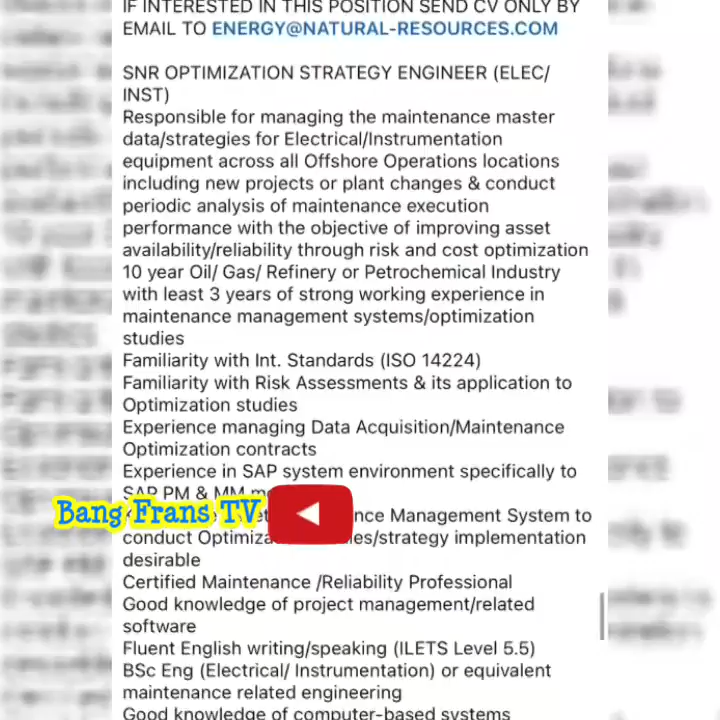 IF INTERESTED IN THIS POSITION SEND CV ONLY BY
EMAIL TO ENERGY@NATURAL-RESOURCES.COM
SNR OPTIMIZATION STRATEGY ENGINEER (ELEC/
INST)
Responsible for managing the maintenance master
data/strategies for Electrical/Instrumentation
equipment across all Offshore Operations locations
including new projects or plant changes & conduct
periodic analysis of maintenance execution
performance with the objective of improving asset
availability/reliability through risk and cost optimization
10 year Oil/ Gas/ Refinery or Petrochemical Industry
with least 3 years of strong working experience in
maintenance management systems/optimization
studies
Familiarity with Int. Standards (ISO 14224)
Familiarity with Risk Assessments & its application to
Optimization studies
Experience managing Data Acquisition/Maintenance
Optimization contracts
Experience in SAP system environment specifically to
SAP PM & MM
Bang Frans TV
Management System to
conduct strategy implementation
desirable
Certified Maintenance /Reliability Professional
Good knowledge of project management/related
software
Fluent English writing/speaking (ILETS Level 5.5)
BSc Eng (Electrical/ Instrumentation) or equivalent
maintenance related engineering
Good knowledge of computer-based systems